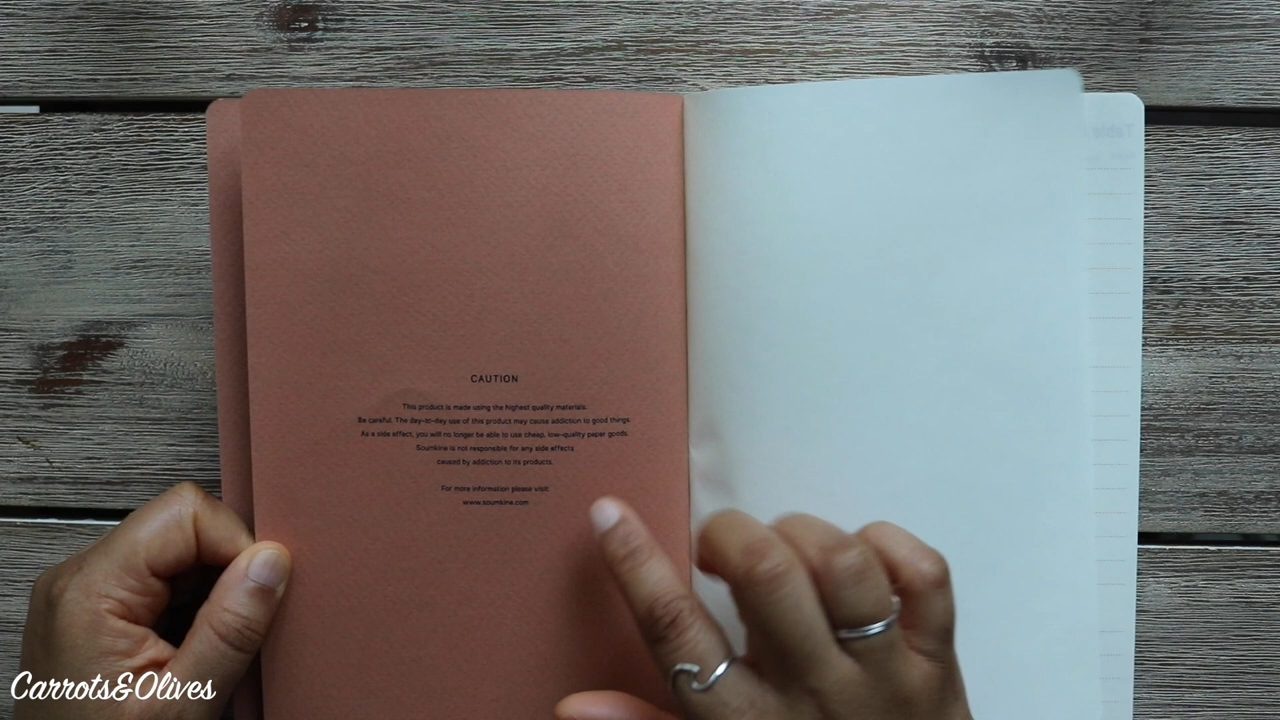 CAUTION
This product is made using the highest quality materials.
Be careful. The day-to-day use of this product may cause addiction to good things.
As a side effect, you will no longer be able to use cheap, low-quality paper goods.
Soumkine is not responsible for any side effects
caused by addiction to its products.
For more information please visit:
www.soumkine.com
Carrots&Olives